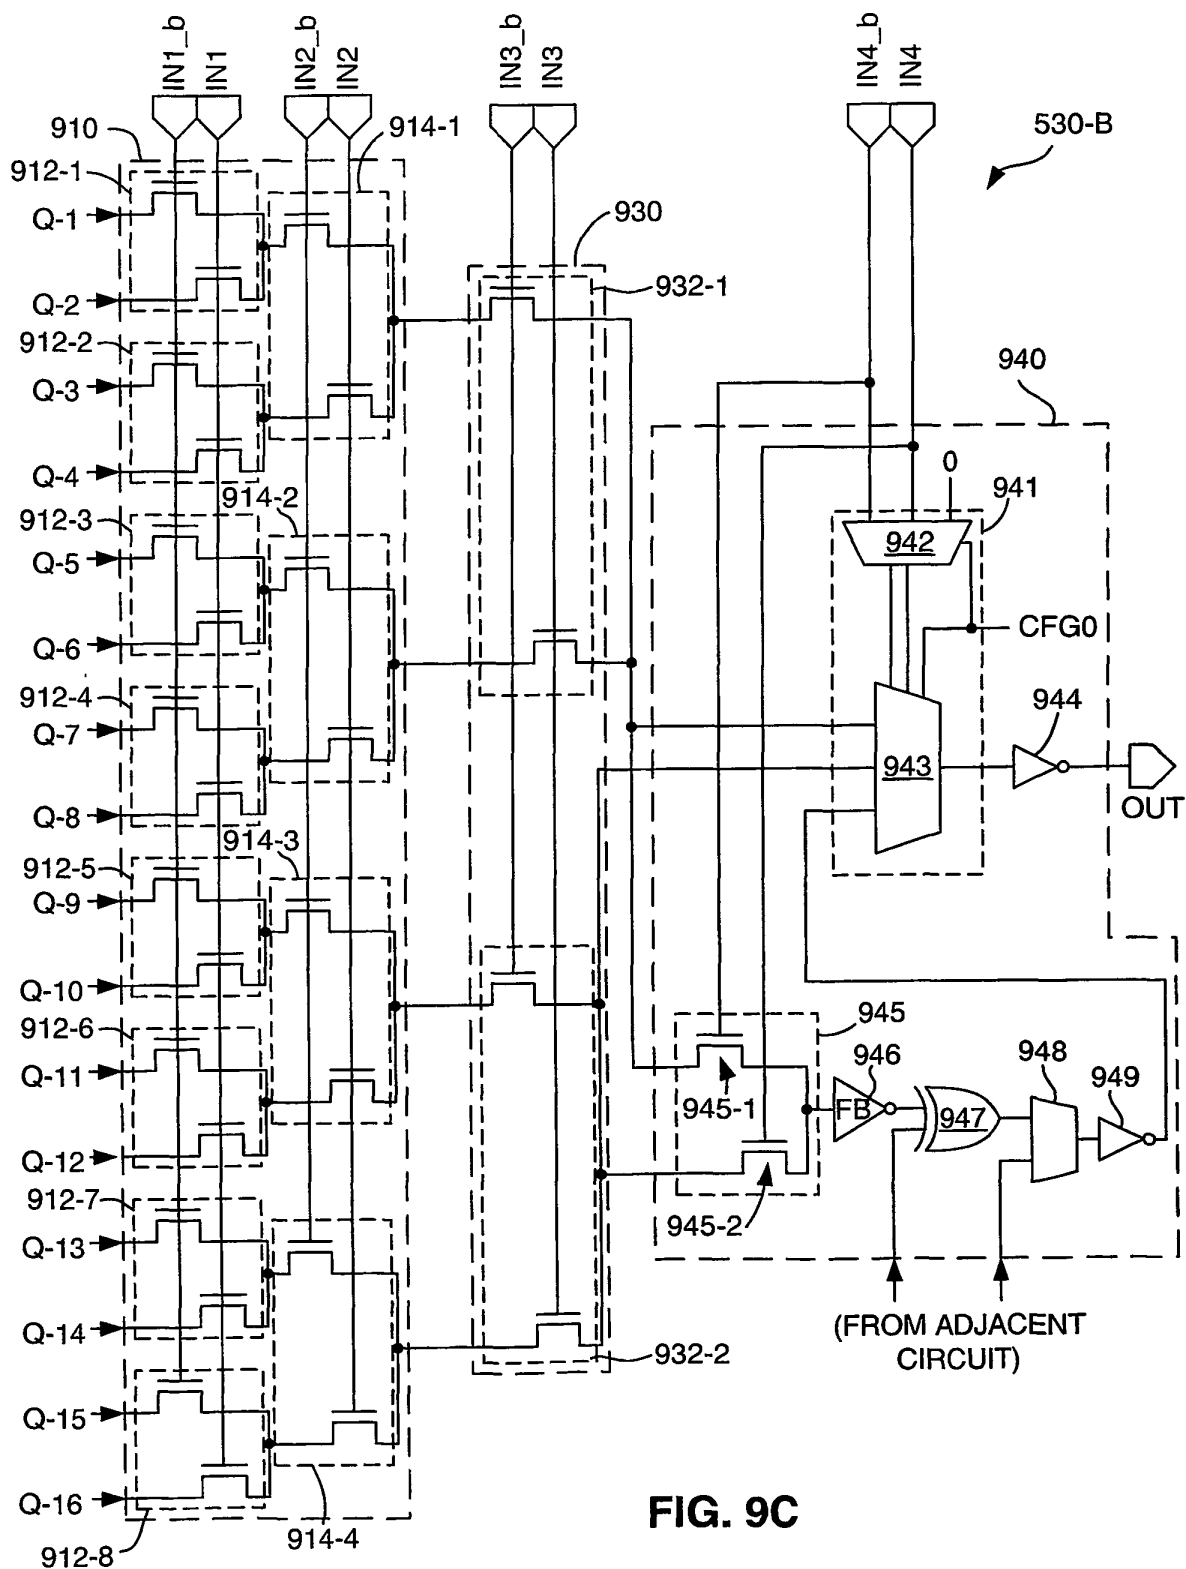 IN1_b IN1 IN2_b IN2 IN3_b IN3 IN4_b IN4
910
914-1
530-B
912-1
Q-1
930
932-1
Q-2
912-2
Q-3
940
Q-4
0
941
914-2
912-3
942
Q-5
CFG0
Q-6
912-4
944
Q-7
943
Q-8
OUT
914-3
912-5
Q-9
Q-10
912-6
945
946
948
949
Q-11
945-1
FB
947
Q-12
912-7
945-2
Q-13
Q-14
(FROM ADJACENT
CIRCUIT)
932-2
Q-15
Q-16
914-4
912-8
FIG. 9C